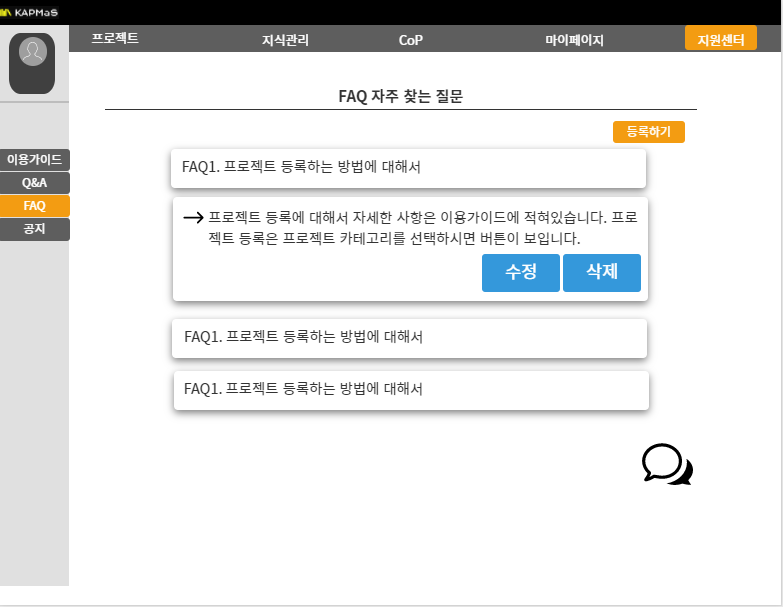 KAPMaS
프로젝트 지식관리 CoP 마이페이지 지원센터
FAQ 자주 찾는 질문
등록하기
이용가이드
Q&A
FAQ
공지
FAQ1. 프로젝트 등록하는 방법에 대해서
프로젝트 등록에 대해서 자세한 사항은 이용가이드에 적혀있습니다. 프로
젝트 등록은 프로젝트 카테고리를 선택하시면 버튼이 보입니다.
수정 삭제
FAQ1. 프로젝트 등록하는 방법에 대해서
FAQ1. 프로젝트 등록하는 방법에 대해서